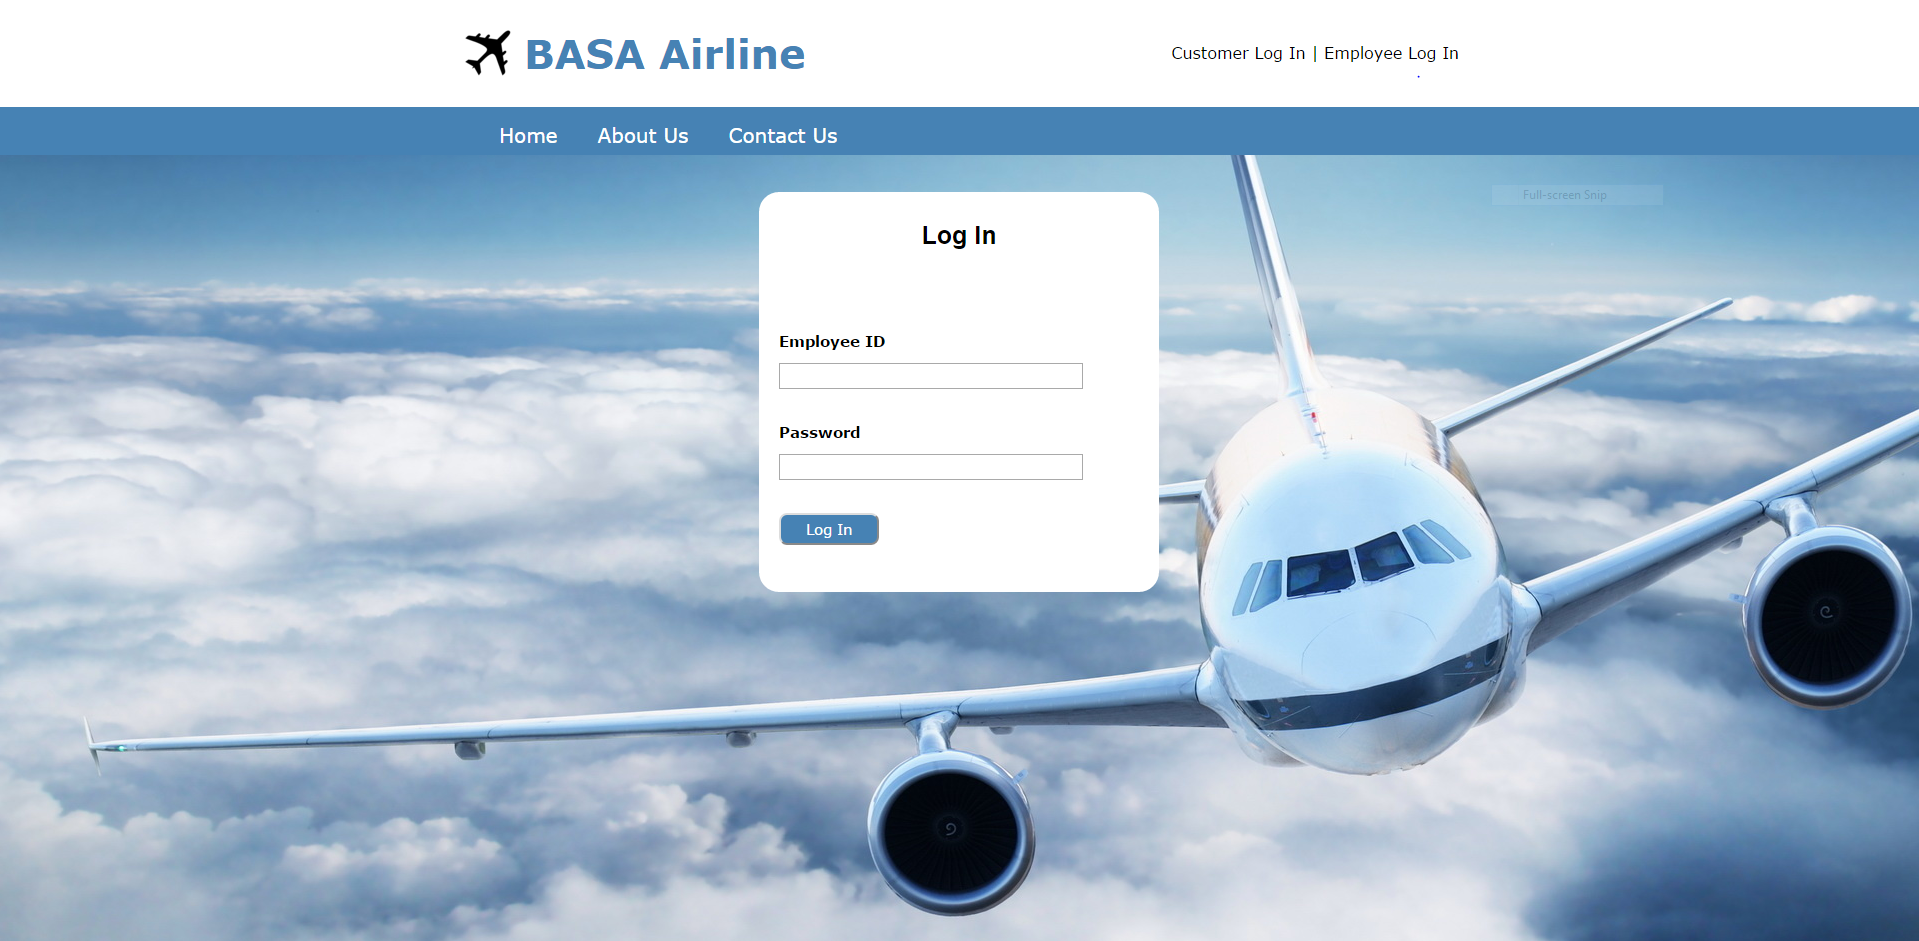 BASA Airline
Customer Log In | Employee Log In
Home About Us Contact Us
Full-screen Snip
Log In
Employee ID
Password
Log In